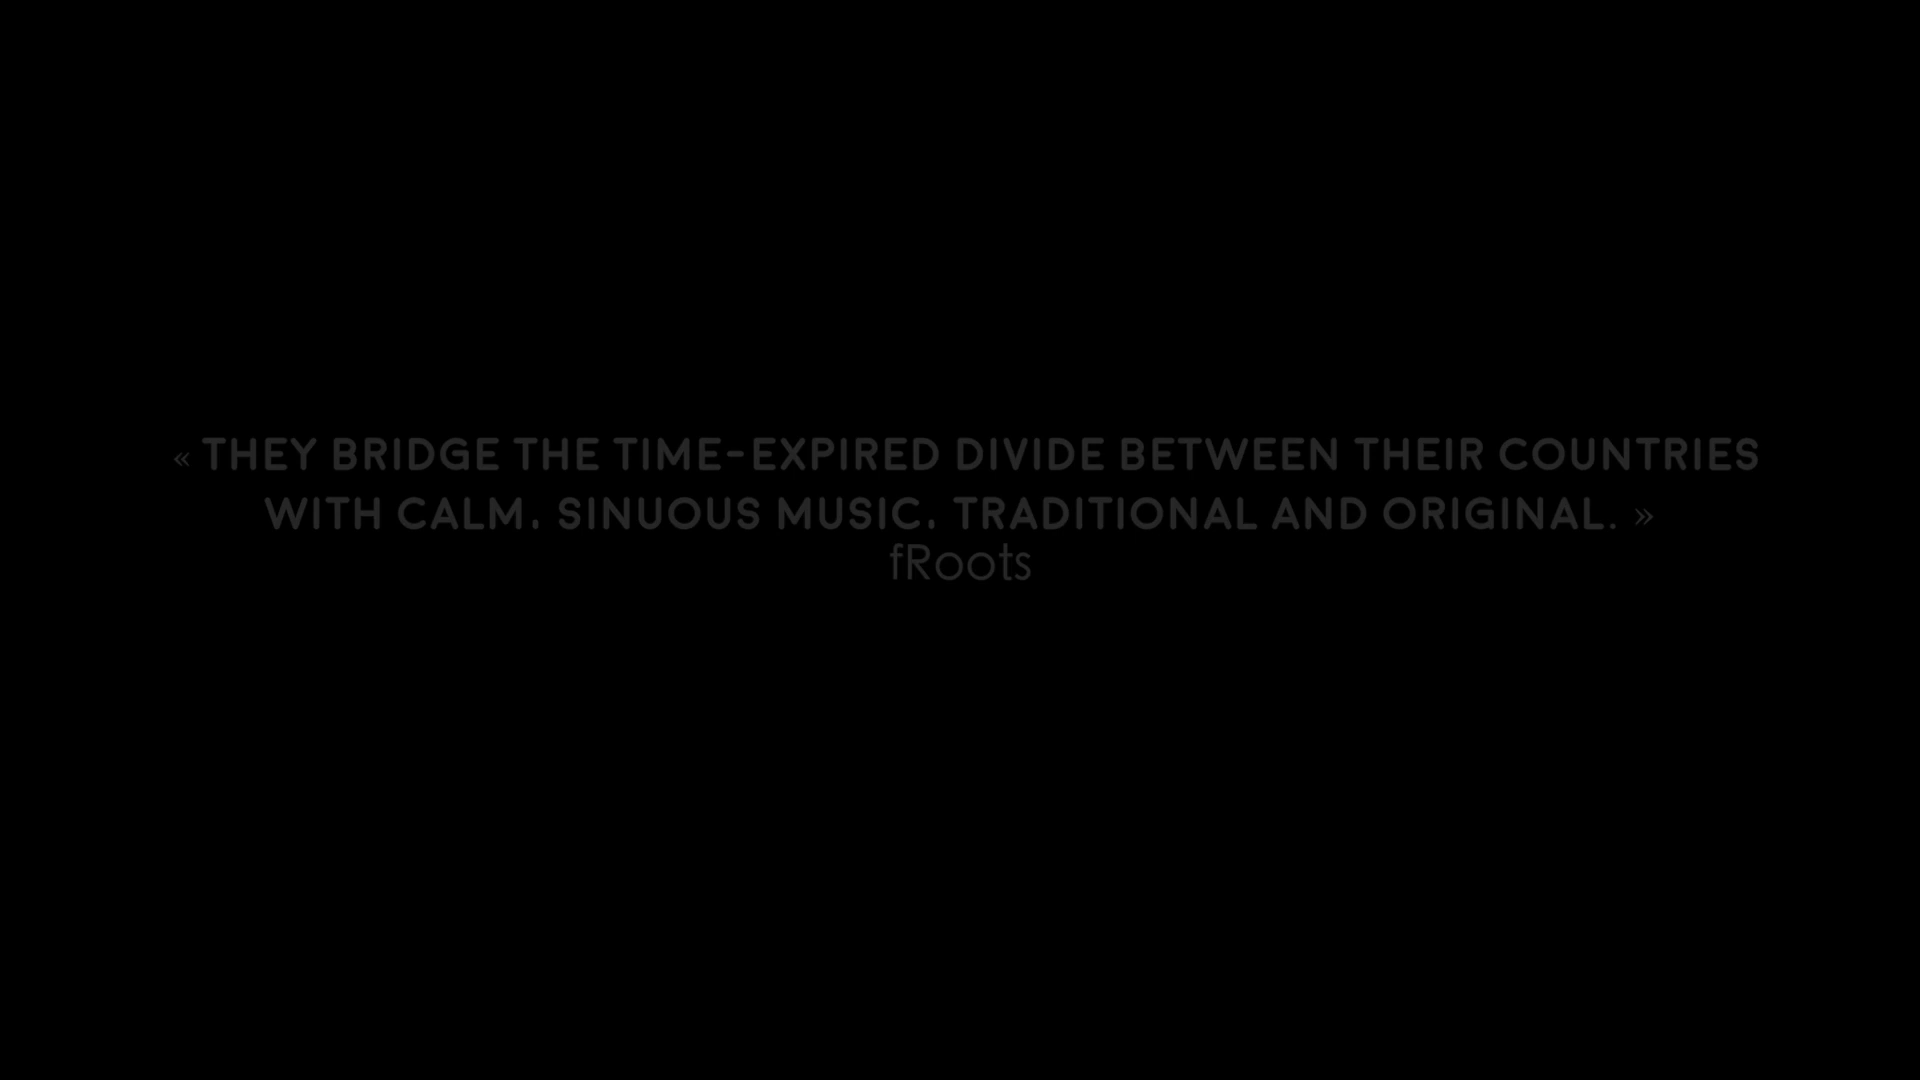 « THEY BRIDGE THE TIME-EXPIRED DIVIDE BETWEEN THEIR COUNTRIES
WITH CALM, SINUOUS MUSIC, TRADITIONAL AND ORIGINAL. »
fRoots